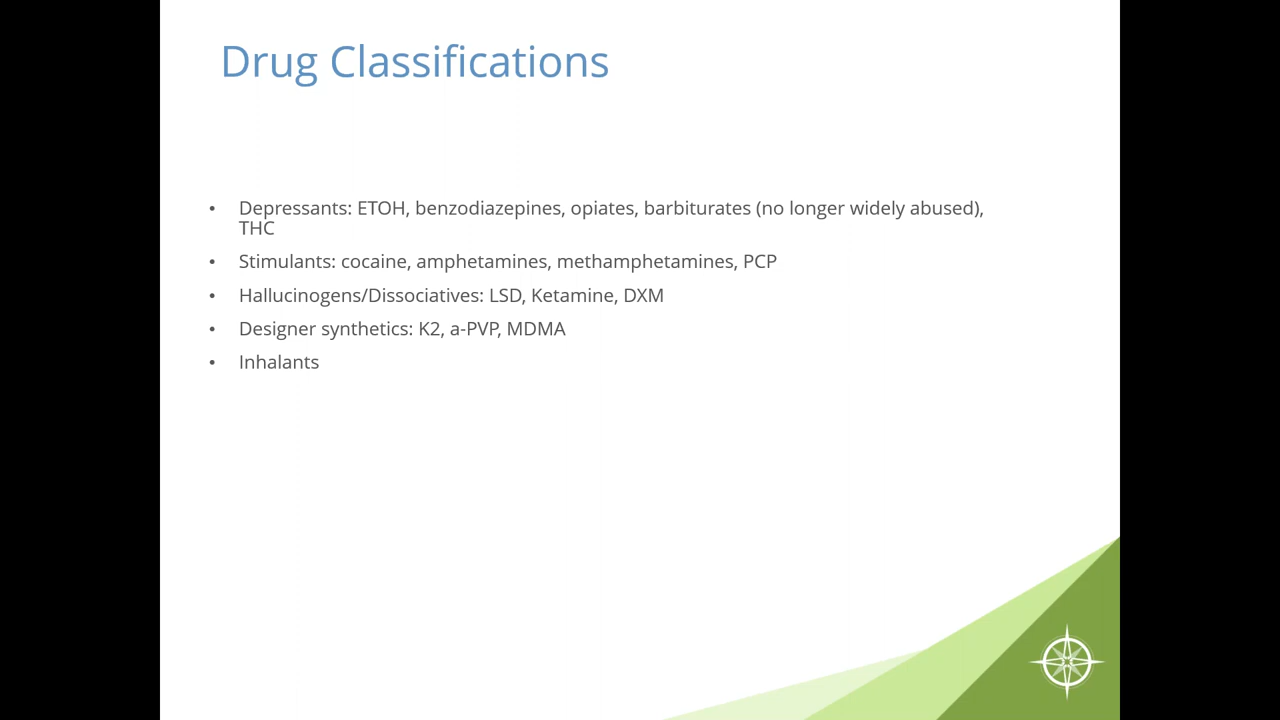 Drug Classifications
• Depressants: ETOH, benzodiazepines, opiates, barbiturates (no longer widely abused),
THC
• Stimulants: cocaine, amphetamines, methamphetamines, PCP
• Hallucinogens/Dissociatives: LSD, Ketamine, DXM
• Designer synthetics: K2, a-PVP, MDMA
• Inhalants